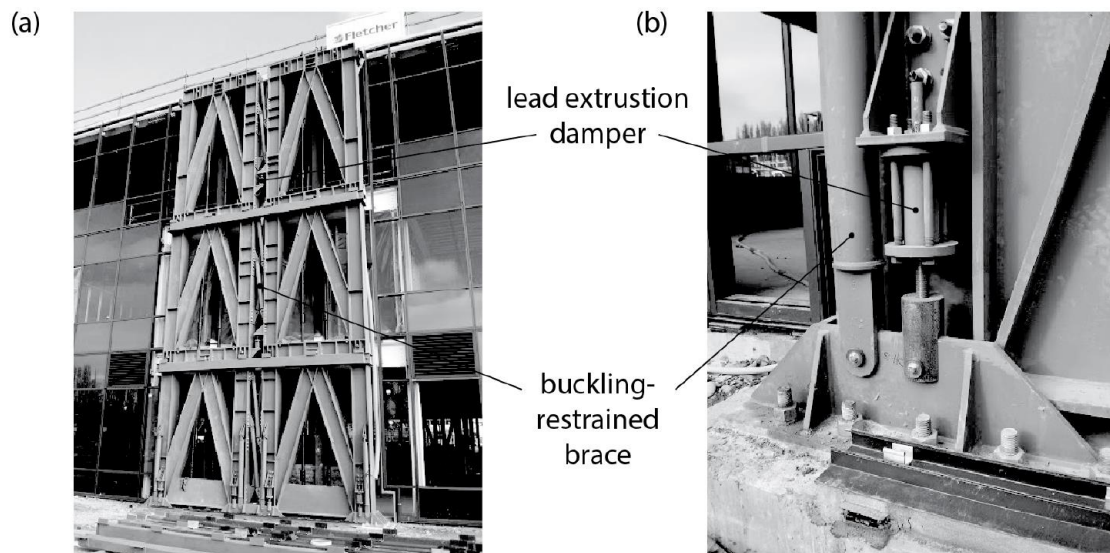 (a)
(b)
Fletcher
lead extrustion
damper
buckling-
restrained
brace